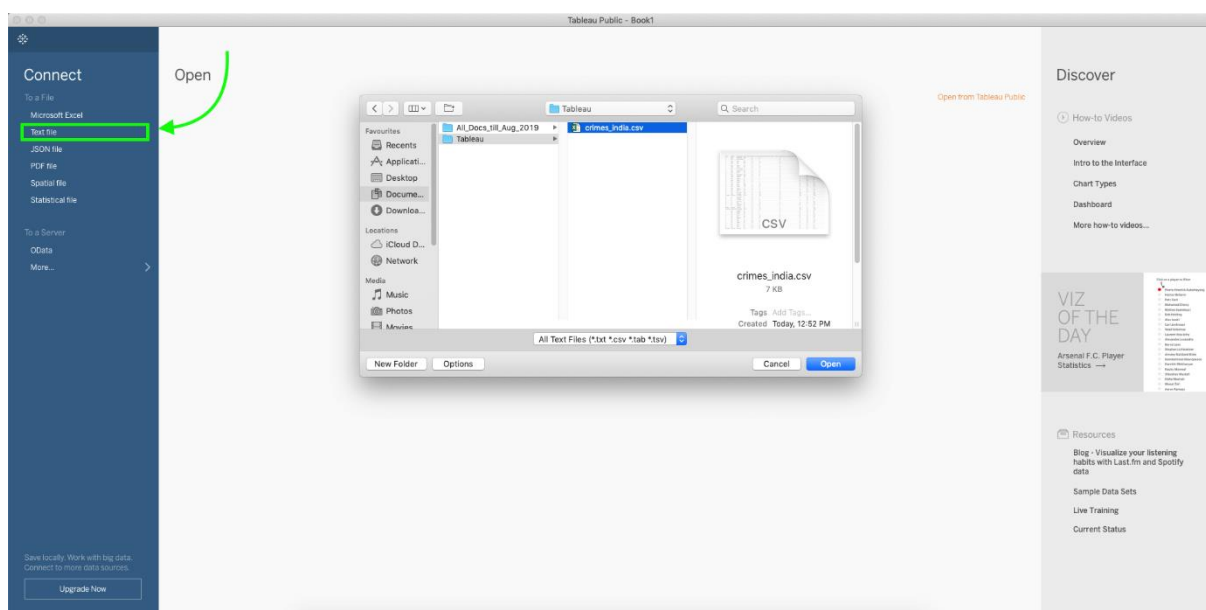 Tableau Public - Book1
Connect
To a File
Microsoft Excel
Text file
JSON file
PDF file
Spatial file
Statistical file
To a Server
OData
More...
Save locally. Work with big data.
Connect to more data sources.
Upgrade Now
Open
Open from Tableau Public
Tableau
Search
Favourites
Recents
Applicati...
Desktop
Docume...
Downloa...
Locations
iCloud D...
Network
Media
Music
Photos
Movies
All_Docs_till_Aug_2019
Tableau
crimes_india.csv
CSV
crimes_india.csv
7 KB
Tags Add Tags...
Created Today, 12:52 PM
All Text Files (*.txt *.csv *.tab *.tsv)
New Folder
Options
Cancel
Open
Discover
How-to Videos
Overview
Intro to the Interface
Chart Types
Dashboard
More how-to videos...
VIZ
OF THE
DAY
Arsenal F.C. Player
Statistics →
Resources
Blog - Visualize your listening
habits with Last.fm and Spotify
data
Sample Data Sets
Live Training
Current Status